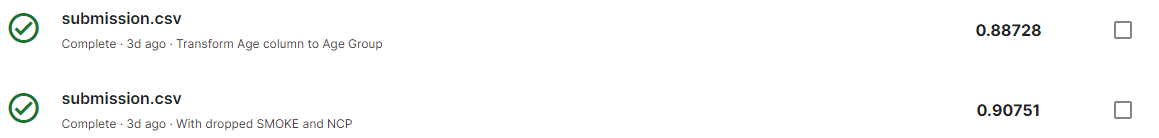 submission.csv
0.88728
Complete · 3d ago · Transform Age column to Age Group
submission.csv
0.90751
Complete · 3d ago · With dropped SMOKE and NCP